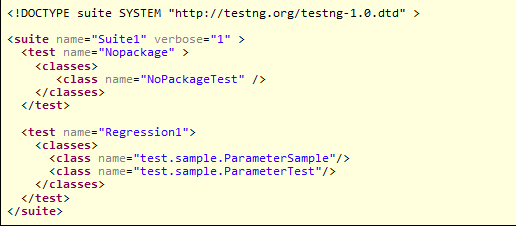 <!DOCTYPE suite SYSTEM "http://testng.org/testng-1.0.dtd" >

<suite name="Suite1" verbose="1" >
  <test name="Nopackage" >
    <classes>
       <class name="NoPackageTest" />
    </classes>
  </test>

  <test name="Regression1">
    <classes>
      <class name="test.sample.ParameterSample"/>
      <class name="test.sample.ParameterTest"/>
    </classes>
  </test>
</suite>